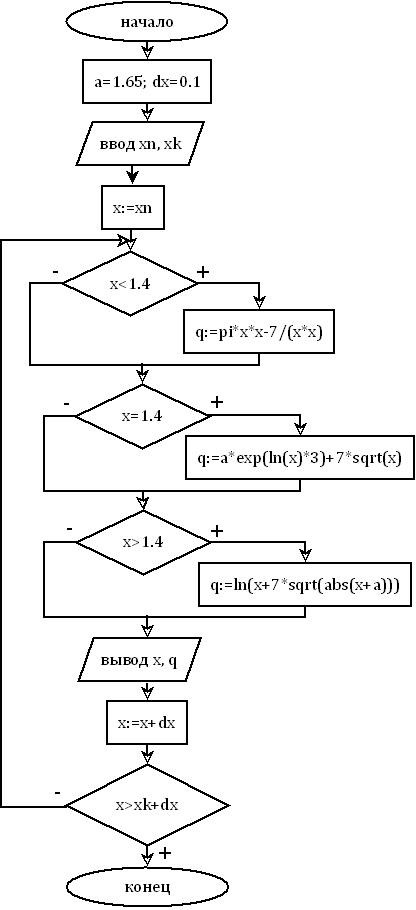 начало
a=1.65; dx=0.1
ввод xn, xk
x:=xn
-
+
x<1.4
q:=pi*x*x-7/(x*x)
-
+
x=1.4
q:=a*exp(ln(x)*3)+7*sqrt(x)
-
+
x>1.4
q:=ln(x+7*sqrt(abs(x+a)))
вывод x, q
x:=x+dx
-
x>xk+dx
+
конец